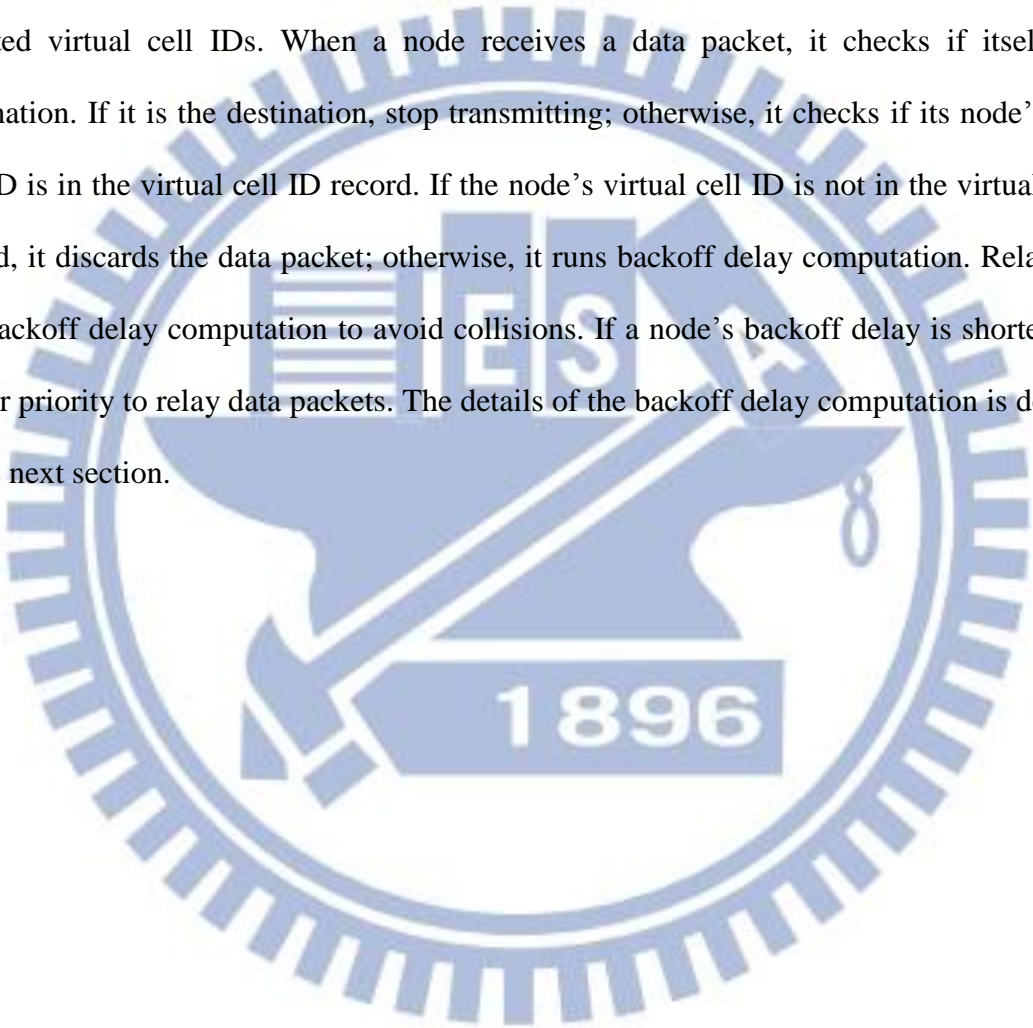 ted virtual cell IDs. When a node receives a data packet, it checks if itsel
nation. If it is the destination, stop transmitting; otherwise, it checks if its node’
D is in the virtual cell ID record. If the node’s virtual cell ID is not in the virtual
d, it discards the data packet; otherwise, it runs backoff delay computation. Rela
ackoff delay computation to avoid collisions. If a node’s backoff delay is shorte
r priority to relay data packets. The details of the backoff delay computation is d
next section.
E S A
1896